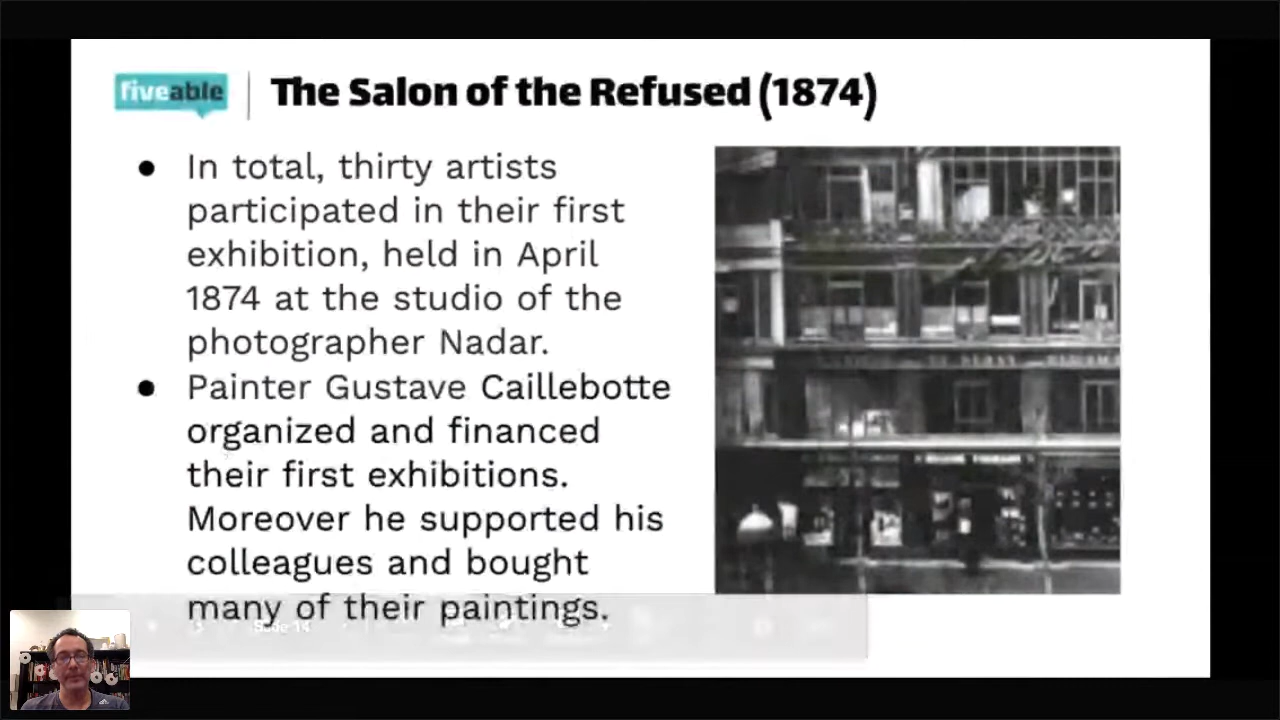 fiveable
The Salon of the Refused (1874)
● In total, thirty artists
participated in their first
exhibition, held in April
1874 at the studio of the
photographer Nadar.
● Painter Gustave Caillebotte
organized and financed
their first exhibitions.
Moreover he supported his
colleagues and bought
many of their paintings.
Slide 14